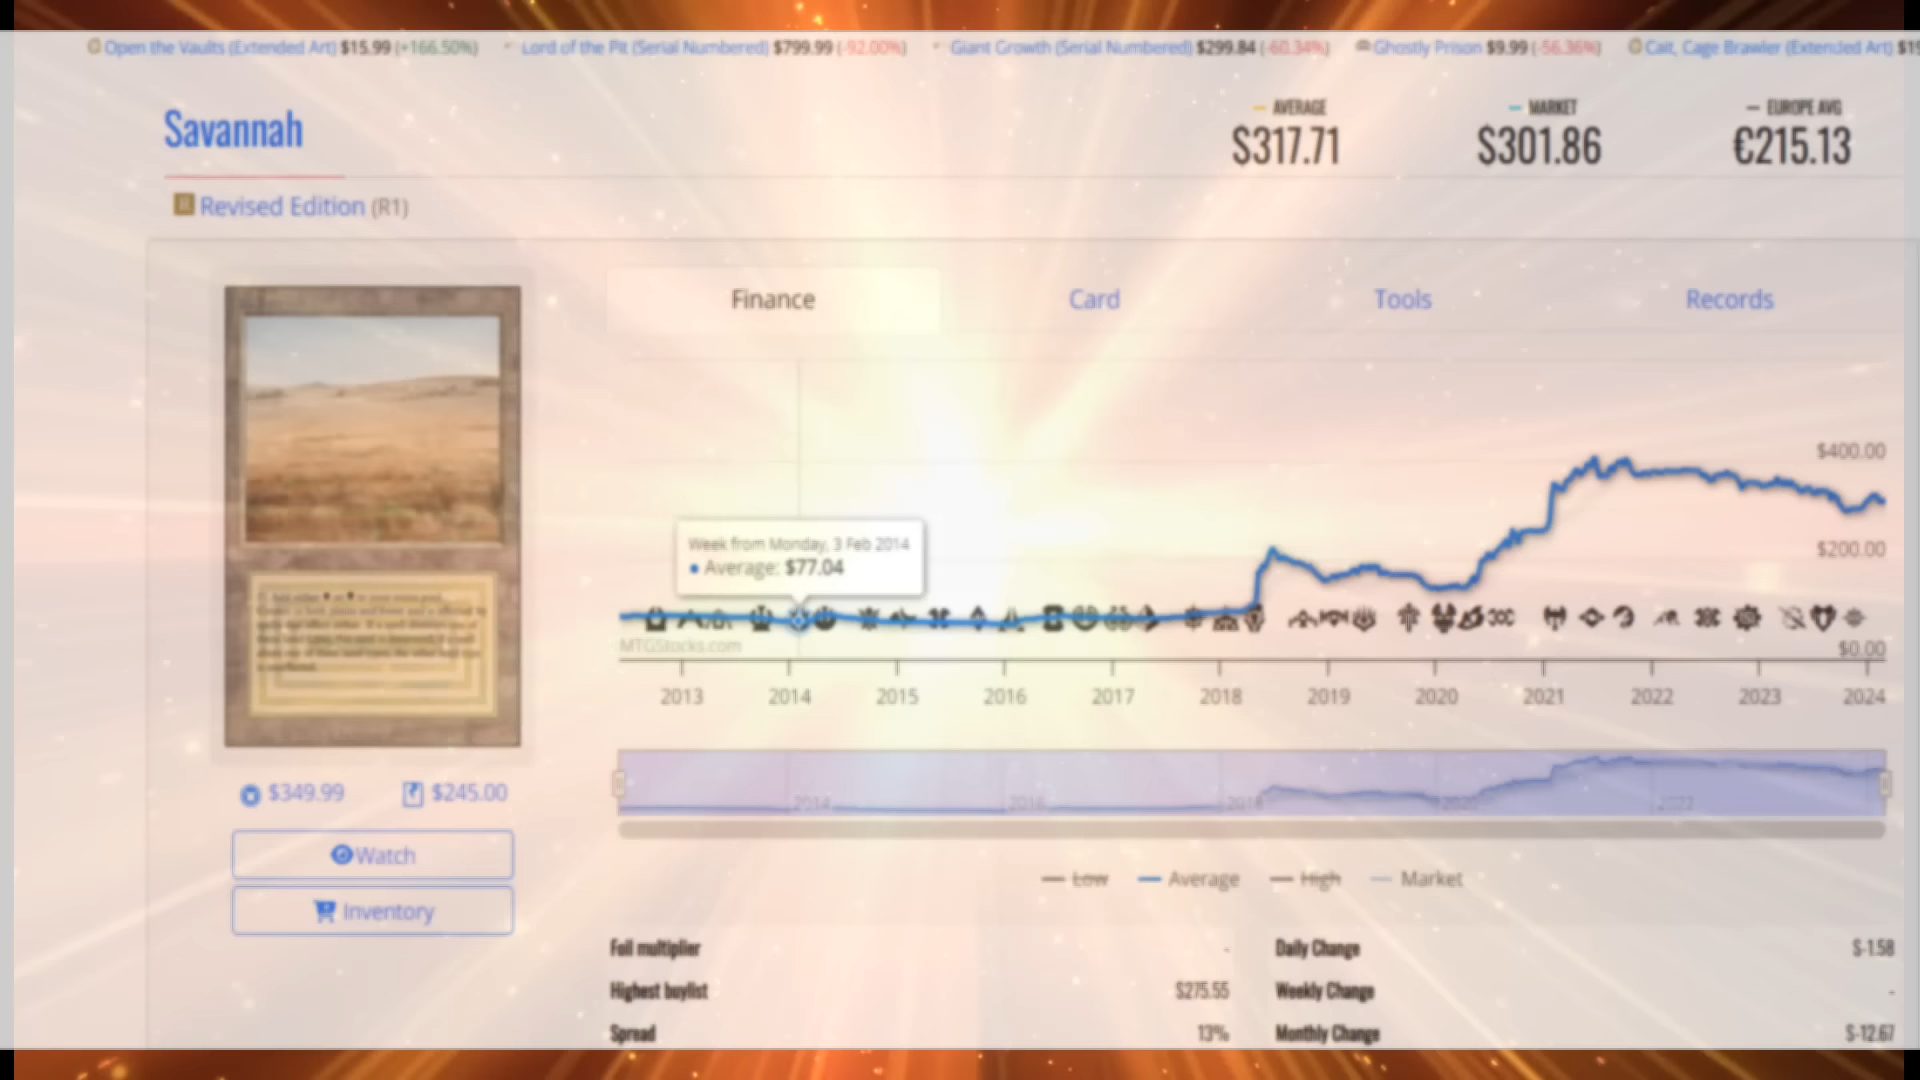 Open the Vaults (Extended Art) $15.99 (+166.50%) Lord of the Pit (Serial Numbered) $799.99 (-92.00%) Giant Growth (Serial Numbered) $299.84 (-60.34%) Ghostly Prison $9.99 (-56.36%) Cait, Cage Brawler (Extended Art)
AVERAGE MARKET EUROPE AVG
Savannah $317.71 $301.86 €215.13
Revised Edition (R1)
Finance Card Tools Records
$400.00
Week from Monday, 3 Feb 2014
Average: $77.04
$200.00
MTGStocks.com
$0.00
2013 2014 2015 2016 2017 2018 2019 2020 2021 2022 2023 2024
2014 2016 2018 2020 2022
$349.99 $245.00
Watch
Low Average High Market
Inventory
Foil multiplier - Daily Change $-1.58
Highest buylist $275.55 Weekly Change -
Spread 13% Monthly Change $-12.67